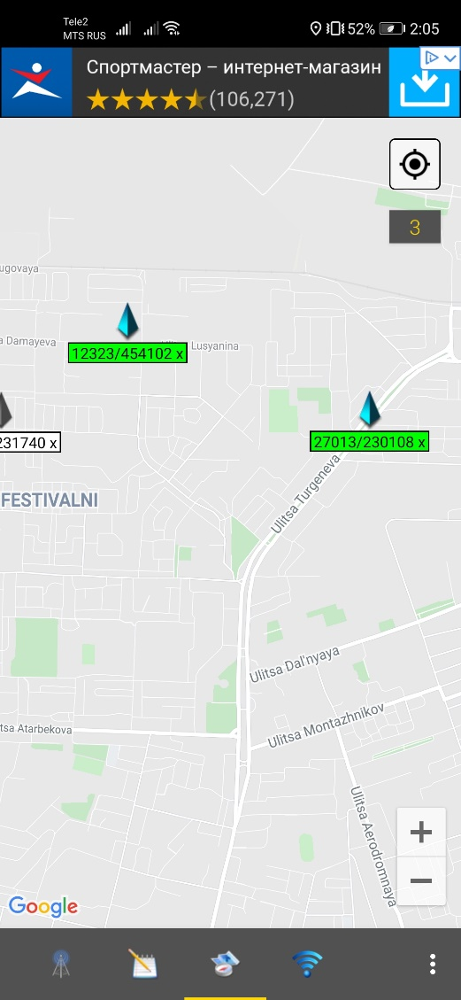 Tele2
MTS RUS
52%
2:05
Спортмастер – интернет-магазин
(106,271)
3
ugovaya
a Damayeva
Lusyanina
12323/454102 x
231740 x
27013/230108 x
FESTIVALNI
Ulitsa Turgeneva
Ulitsa Dal'nyaya
Ulitsa Montazhnikov
tsa Atarbekova
Ulitsa Aerodromnaya
+
−
Google